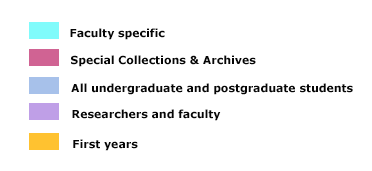 Faculty specific
Special Collections & Archives
All undergraduate and postgraduate students
Researchers and faculty
First years